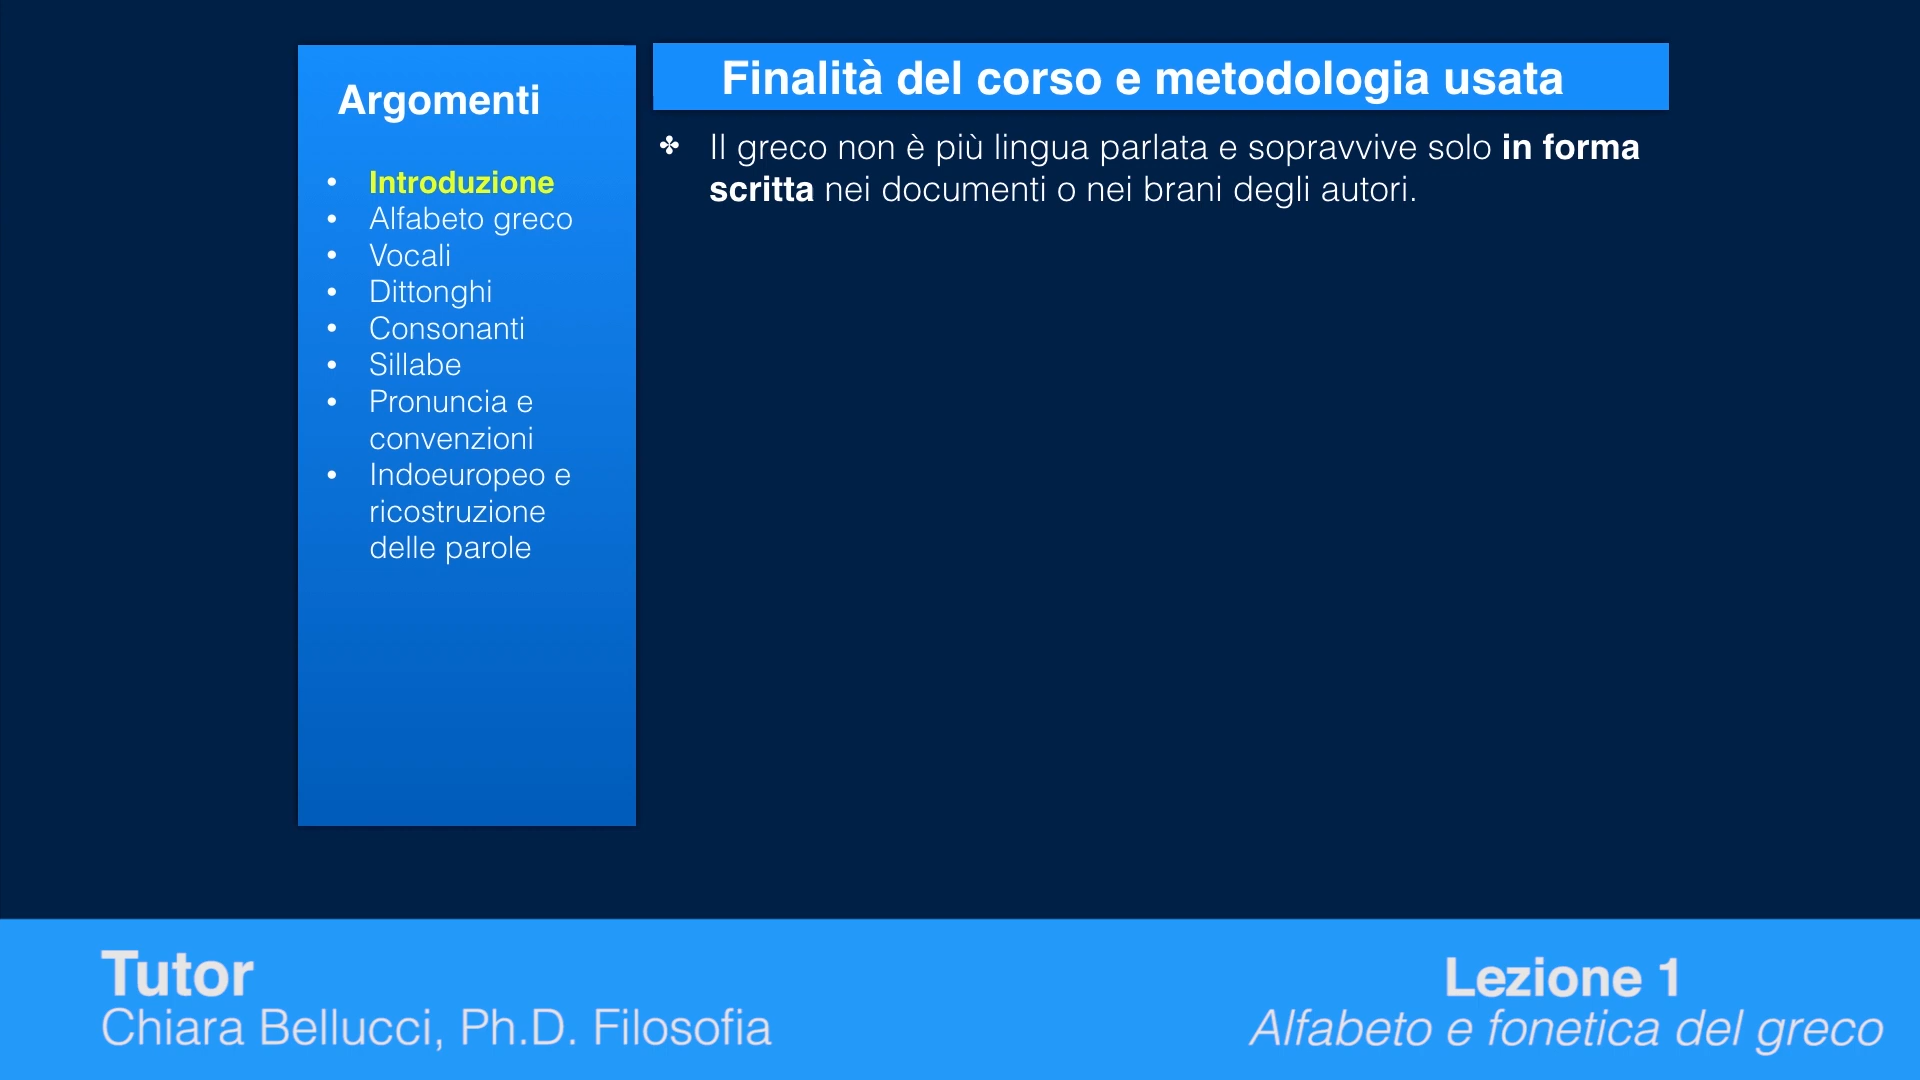 Argomenti
• Introduzione
• Alfabeto greco
• Vocali
• Dittonghi
• Consonanti
• Sillabe
• Pronuncia e
convenzioni
• Indoeuropeo e
ricostruzione
delle parole
Finalità del corso e metodologia usata
✤ Il greco non è più lingua parlata e sopravvive solo in forma
scritta nei documenti o nei brani degli autori.
Tutor
Chiara Bellucci, Ph.D. Filosofia
Lezione 1
Alfabeto e fonetica del greco